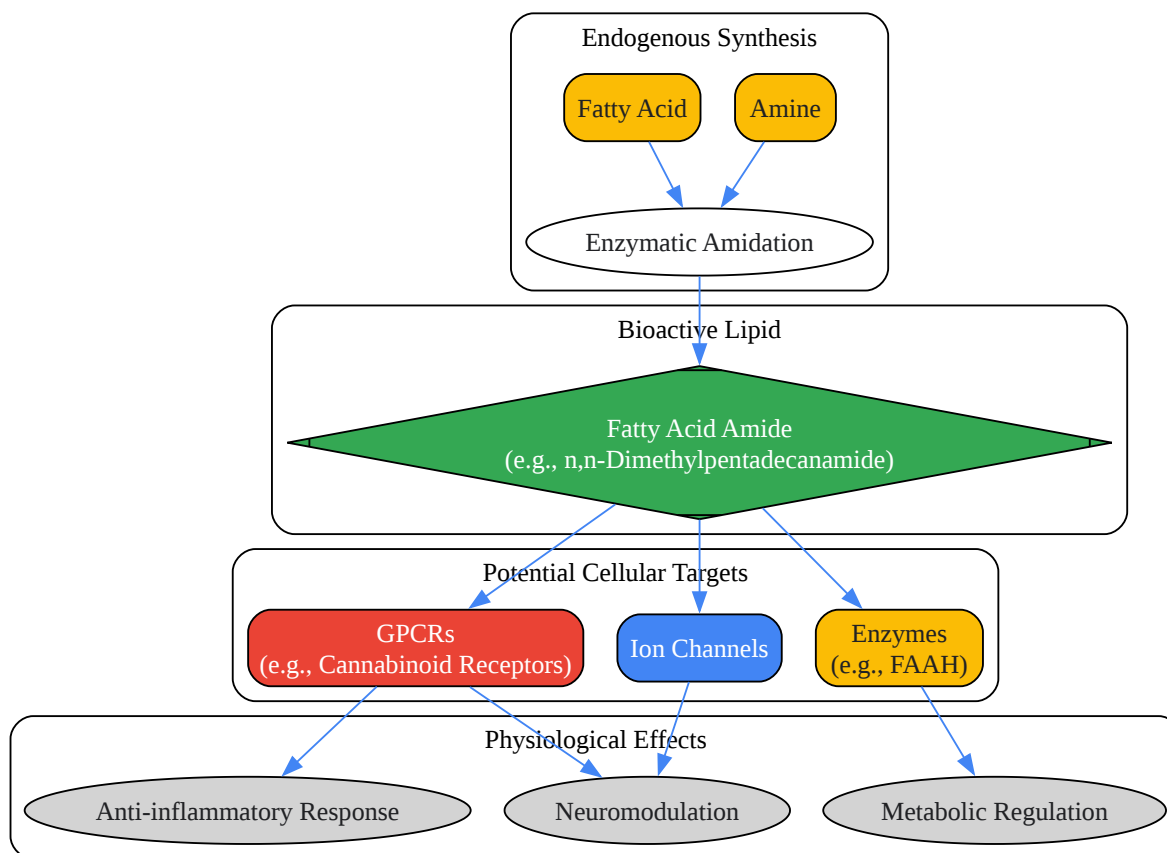 Endogenous Synthesis
Fatty Acid
Amine
Enzymatic Amidation
Bioactive Lipid
Fatty Acid Amide
(e.g., n,n-Dimethylpentadecanamide)
Potential Cellular Targets
GPCRs
(e.g., Cannabinoid Receptors)
Ion Channels
Enzymes
(e.g., FAAH)
Physiological Effects
Anti-inflammatory Response
Neuromodulation
Metabolic Regulation